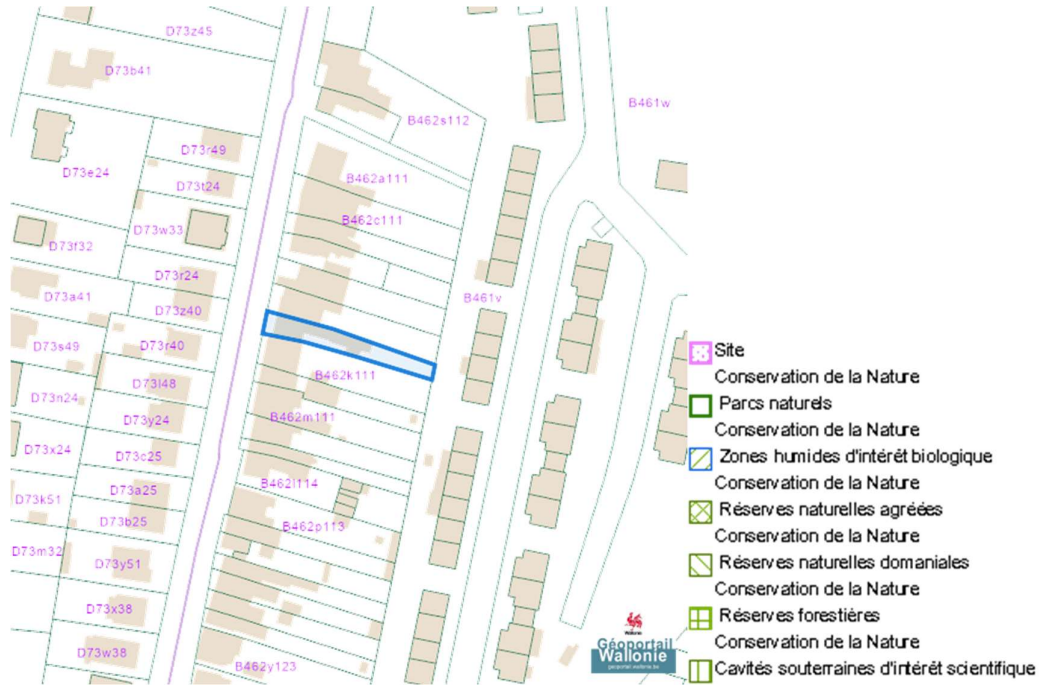 D73z45
D73b41
B461w
B462s112
D73r49
D73e24
D73t24
B462a111
B462c111
D73w33
D73f32
D73r24
D73a41
B461v
D73z40
D73s49
D73r40
Site
B462k111
D73l48
Conservation de la Nature
D73n24
Parcs naturels
D73y24
B462m111
Conservation de la Nature
D73x24
D73c25
Zones humides d'intérêt biologique
B462l114
Conservation de la Nature
D73k51
D73a25
Réserves naturelles agréées
D73b25
B462p113
Conservation de la Nature
D73m32
D73y51
Réserves naturelles domaniales
Conservation de la Nature
D73x38
Réserves forestières
Wallonie
Géoportail
Wallonie
geoportail.wallonie.be
Conservation de la Nature
D73w38
B462y123
Cavités souterraines d'intérêt scientifique